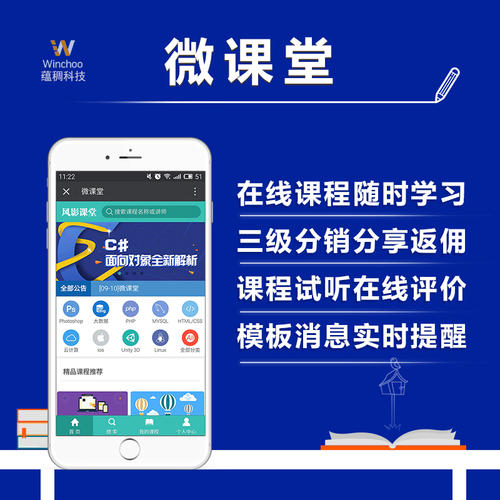 Winchoo
蕴稠科技
微课堂
在线课程随时学习
三级分销分享返佣
课程试听在线评价
模板消息实时提醒
11:22
51
微课堂
风影课堂
搜索课程名称或讲师
C#
面向对象全新解析
全部公告 [09-10]微课堂
Ps
PHP
Ai
Photoshop 大数据 PHP MYSQL HTML/CSS
云计算 ios Unity 3D Linux 全部分类
精品课程推荐
首页 搜索 我的课程 个人中心